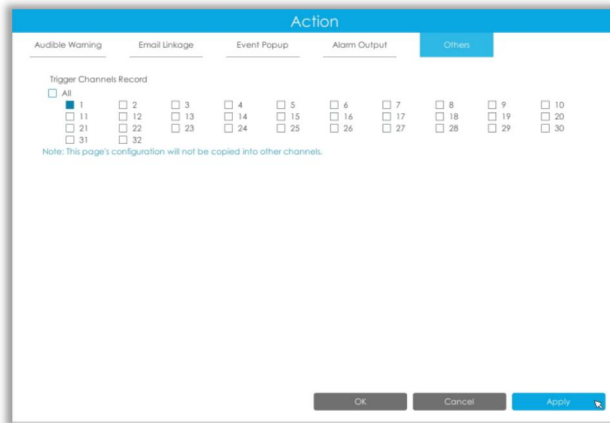 Action
Audible Warning Email Linkage Event Popup Alarm Output Others
Trigger Channels Record
All
1 2 3 4 5 6 7 8 9 10
11 12 13 14 15 16 17 18 19 20
21 22 23 24 25 26 27 28 29 30
31 32
Note: This page's configuration will not be copied into other channels.
OK Cancel Apply